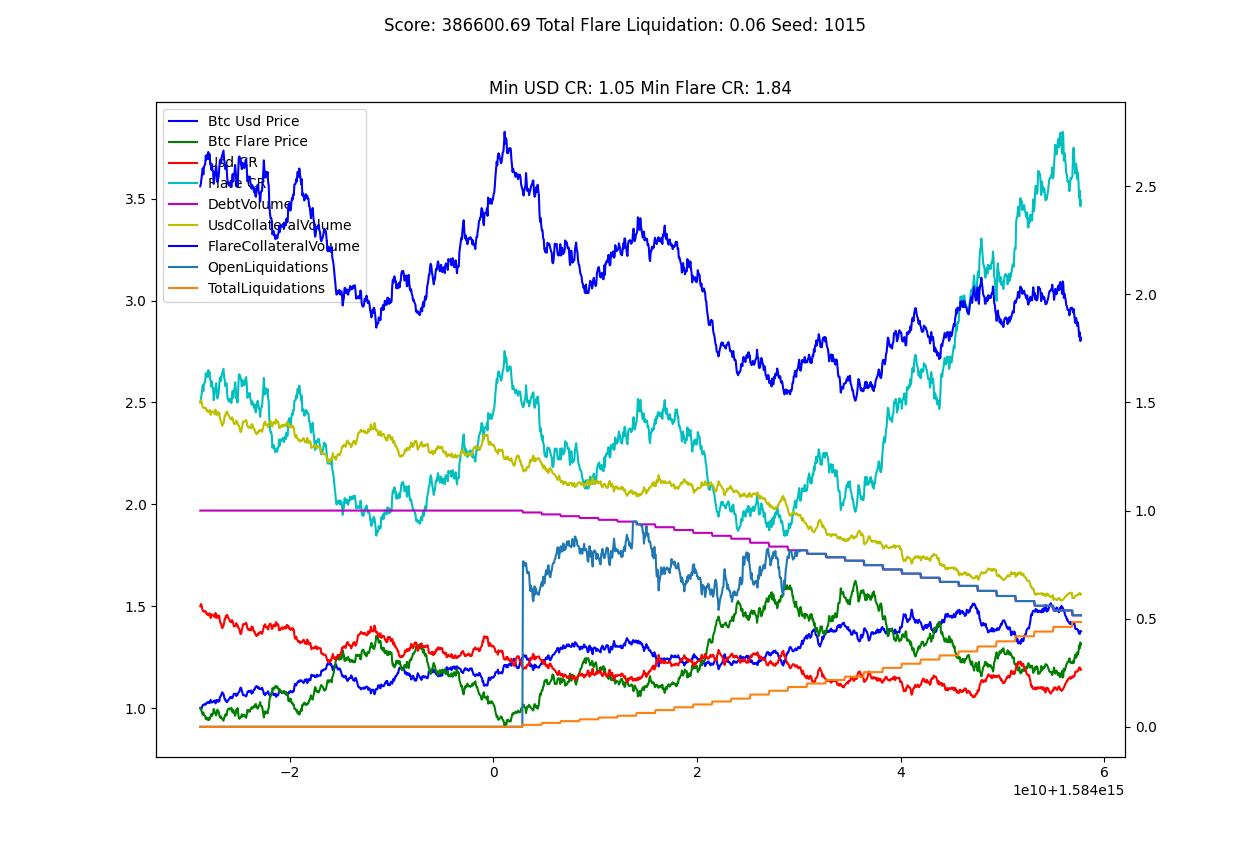 Score: 386600.69 Total Flare Liquidation: 0.06 Seed: 1015
Min USD CR: 1.05 Min Flare CR: 1.84
Btc Usd Price
Btc Flare Price
Usd CR
Flare CR
DebtVolume
UsdCollateralVolume
FlareCollateralVolume
OpenLiquidations
TotalLiquidations
3.5
3.0
2.5
2.0
1.5
1.0
2.5
2.0
1.5
1.0
0.5
0.0
−2
0
2
4
6
1e10+1.584e15